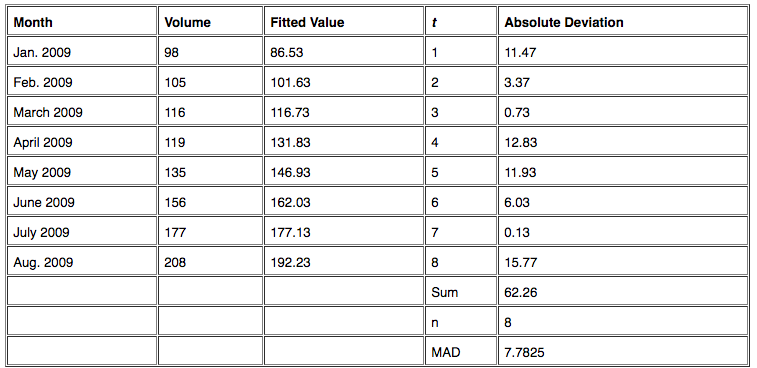 Month Volume Fitted Value t Absolute Deviation
Jan. 2009 98 86.53 1 11.47
Feb. 2009 105 101.63 2 3.37
March 2009 116 116.73 3 0.73
April 2009 119 131.83 4 12.83
May 2009 135 146.93 5 11.93
June 2009 156 162.03 6 6.03
July 2009 177 177.13 7 0.13
Aug. 2009 208 192.23 8 15.77
Sum 62.26
n 8
MAD 7.7825